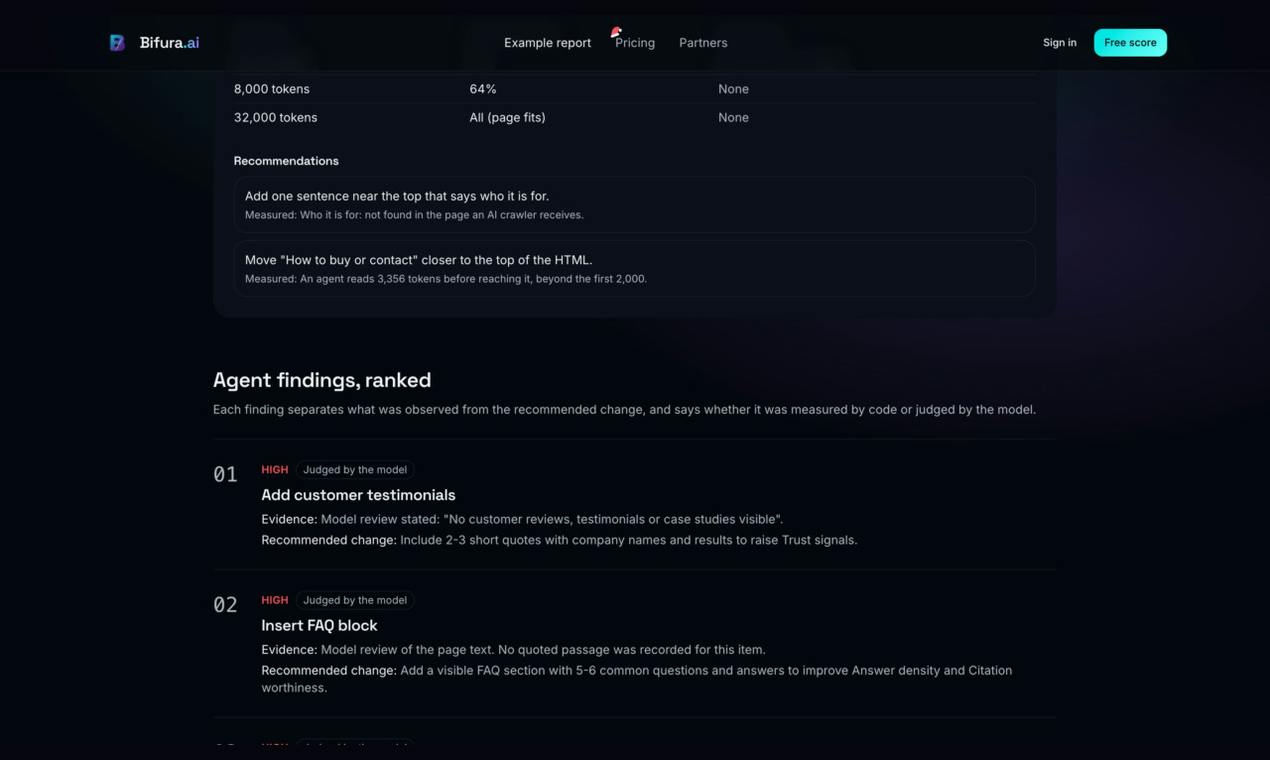 Bifura.ai
Example report
Pricing
Partners
Sign in
Free score
8,000 tokens 64% None
32,000 tokens All (page fits) None
Recommendations
Add one sentence near the top that says who it is for.
Measured: Who it is for: not found in the page an AI crawler receives.
Move "How to buy or contact" closer to the top of the HTML.
Measured: An agent reads 3,356 tokens before reaching it, beyond the first 2,000.
Agent findings, ranked
Each finding separates what was observed from the recommended change, and says whether it was measured by code or judged by the model.
01
HIGH Judged by the model
Add customer testimonials
Evidence: Model review stated: "No customer reviews, testimonials or case studies visible".
Recommended change: Include 2-3 short quotes with company names and results to raise Trust signals.
02
HIGH Judged by the model
Insert FAQ block
Evidence: Model review of the page text. No quoted passage was recorded for this item.
Recommended change: Add a visible FAQ section with 5-6 common questions and answers to improve Answer density and Citation
worthiness.